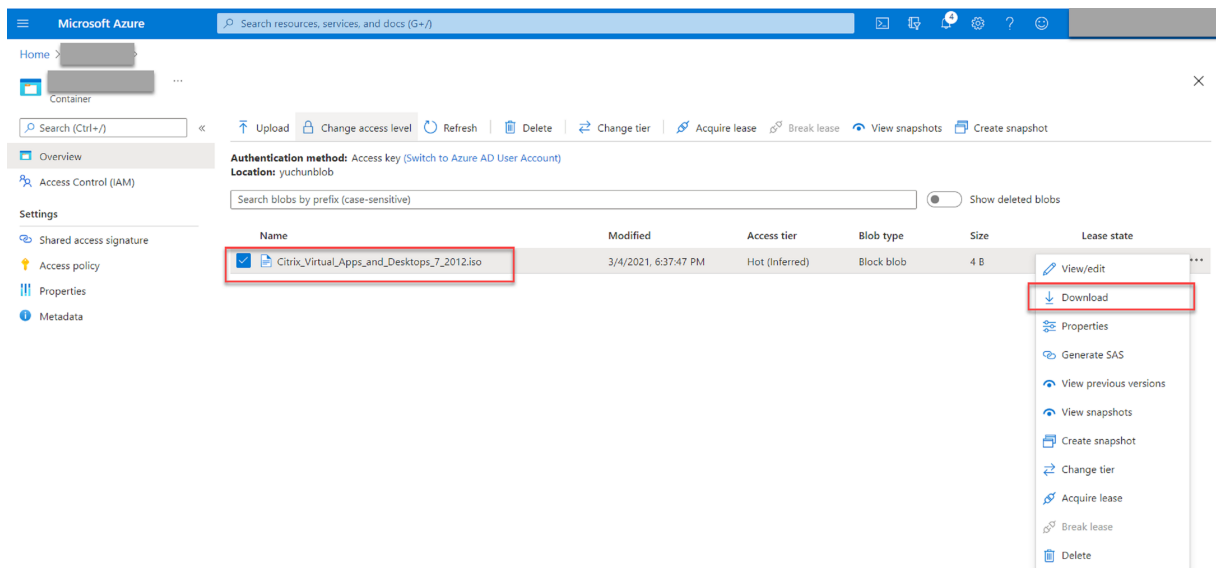 Microsoft Azure
Search resources, services, and docs (G+/)
4
Home >
...
Container
Search (Ctrl+/)
«
Upload
Change access level
Refresh
Delete
Change tier
Acquire lease
Break lease
View snapshots
Create snapshot
Overview
Access Control (IAM)
Settings
Shared access signature
Access policy
Properties
Metadata
Authentication method: Access key (Switch to Azure AD User Account)
Location: yuchunblob
Search blobs by prefix (case-sensitive)
Show deleted blobs
Name Modified Access tier Blob type Size Lease state
Citrix_Virtual_Apps_and_Desktops_7_2012.iso 3/4/2021, 6:37:47 PM Hot (Inferred) Block blob 4 B ...
View/edit
Download
Properties
Generate SAS
View previous versions
View snapshots
Create snapshot
Change tier
Acquire lease
Break lease
Delete